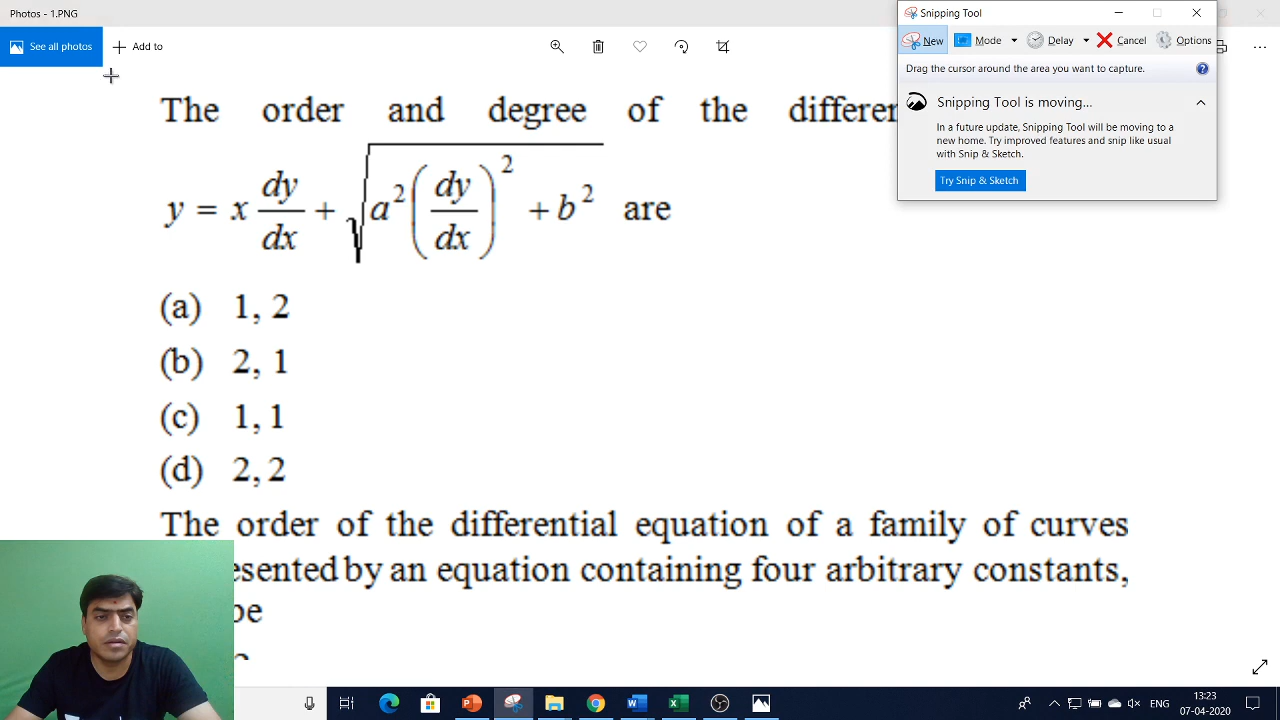 Photos - 1.PNG
Snipping Tool
See all photos
Add to
New Mode Delay Cancel Options
Drag the cursor around the area you want to capture.
Snipping Tool is moving...
In a future update, Snipping Tool will be moving to a
new home. Try improved features and snip like usual
with Snip & Sketch.
Try Snip & Sketch
The order and degree of the differen
y = x dy/dx + √(a²(dy/dx)² + b²) are
(a) 1, 2
(b) 2, 1
(c) 1, 1
(d) 2, 2
The order of the differential equation of a family of curves
esented by an equation containing four arbitrary constants,
be
ENG
13:23
07-04-2020